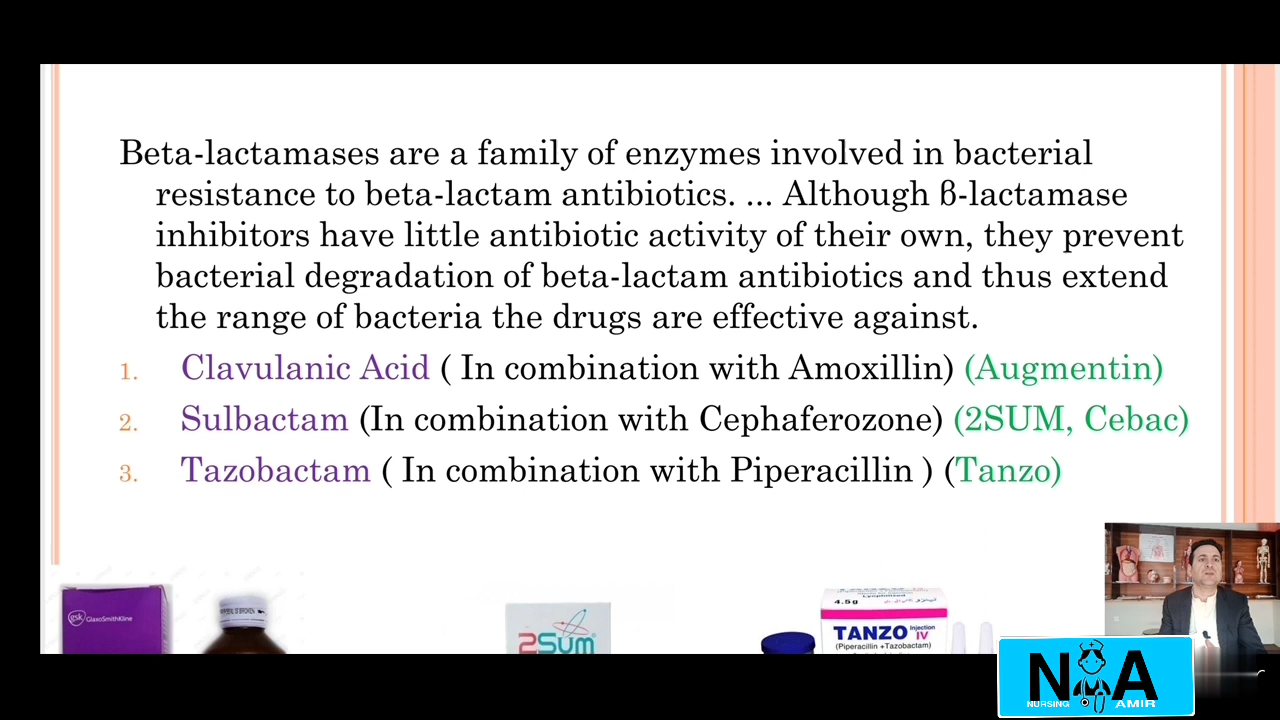 Beta-lactamases are a family of enzymes involved in bacterial
resistance to beta-lactam antibiotics. ... Although β-lactamase
inhibitors have little antibiotic activity of their own, they prevent
bacterial degradation of beta-lactam antibiotics and thus extend
the range of bacteria the drugs are effective against.
1. Clavulanic Acid ( In combination with Amoxillin) (Augmentin)
2. Sulbactam (In combination with Cephaferozone) (2SUM, Cebac)
3. Tazobactam ( In combination with Piperacillin ) (Tanzo)
gsk GlaxoSmithKline
2Sum
4.5g
TANZO Injection IV
(Piperacillin +Tazobactam)
NA
NURSING AMIR